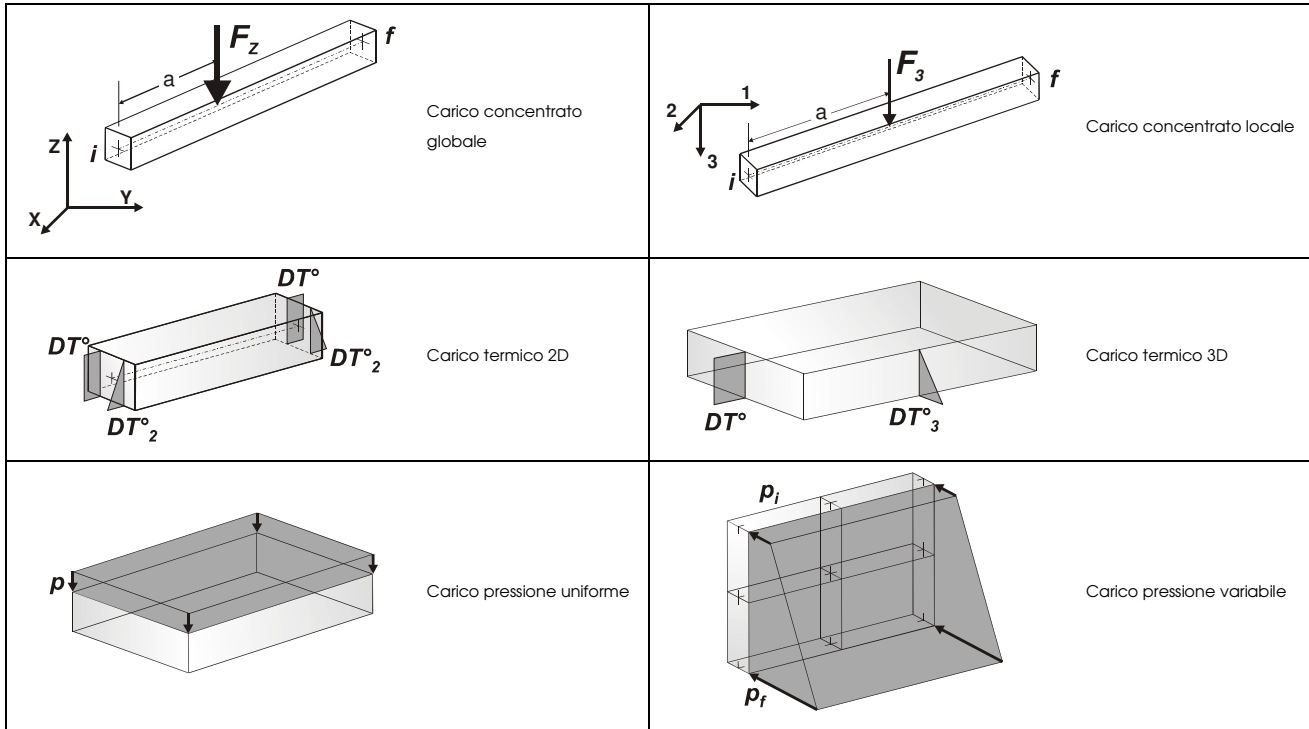 F_Z
f
a
Z
i
Y
X
Carico concentrato
globale
F_3
f
1
2
a
3
i
Carico concentrato locale
DT°
DT°
DT°_2
DT°_2
Carico termico 2D
DT°
DT°_3
Carico termico 3D
p
Carico pressione uniforme
p_i
p_f
Carico pressione variabile